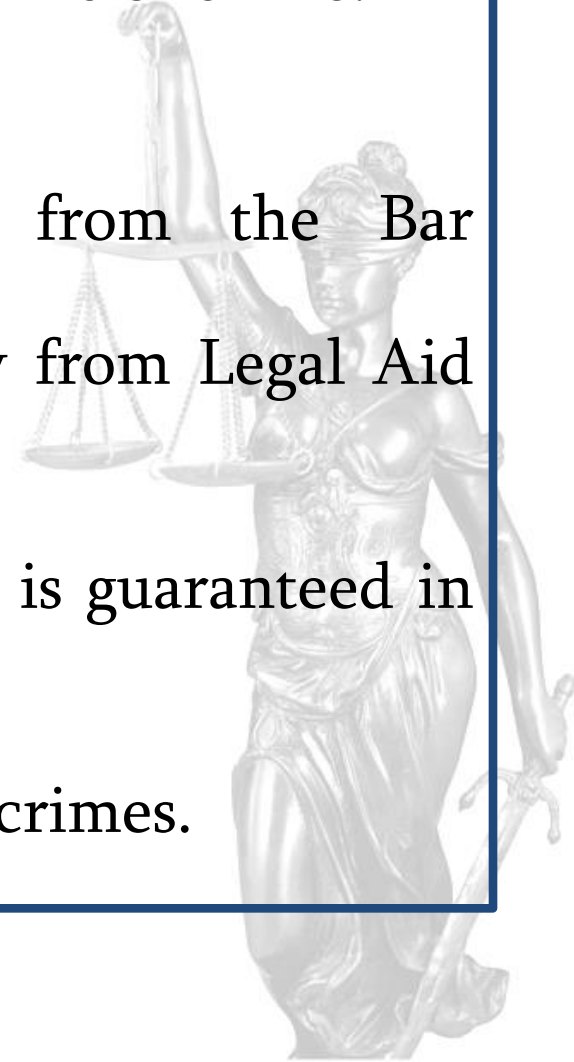 from the Bar
from Legal Aid
is guaranteed in
crimes.